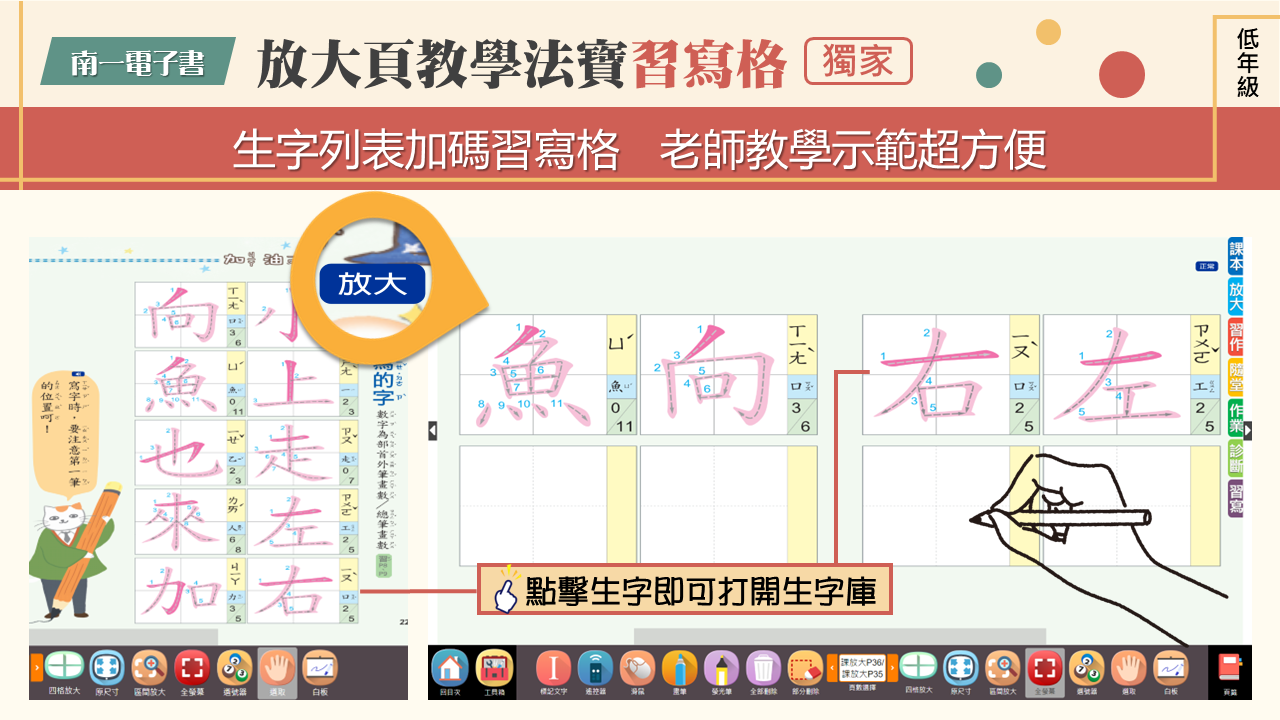 南一電子書
放大頁教學法寶習寫格
獨家
低年級
生字列表加碼習寫格 老師教學示範超方便
加油
放大
寫字時，要注意第一筆
的位置呵！
向 ㄒㄧㄤˋ 口 3 6
小
魚 ㄩˊ 魚 0 11
上 ㄕㄤˋ 一 2 3
也 ㄧㄝˇ 乙 2 3
走 ㄗㄡˇ 走 0 7
來 ㄌㄞˊ 人 6 8
左 ㄗㄨㄛˇ 工 2 5
加 ㄐㄧㄚ 力 3 5
右 ㄧㄡˋ 口 2 5
的字
數字為部首外筆畫數／總筆畫數
22
四格放大
原尺寸
區間放大
全螢幕
選號器
選取
白板
正常
魚 ㄩˊ 魚 0 11
向 ㄒㄧㄤˋ 口 3 6
右 ㄧㄡˋ 口 2 5
左 ㄗㄨㄛˇ 工 2 5
課本
放大
習作
隨堂
作業
診斷
習寫
點擊生字即可打開生字庫
回目次
工具箱
標記文字
遙控器
滑鼠
畫筆
螢光筆
全部刪除
部分刪除
課放大P36/
課放大P35
頁數選擇
四格放大
原尺寸
區間放大
全螢幕
選號器
選取
白板
頁籤